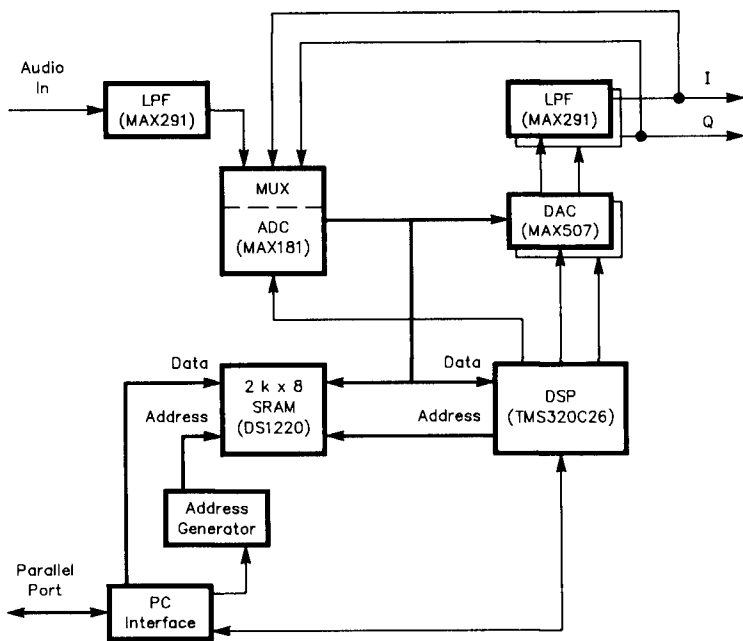 Audio
In
LPF
(MAX291)
LPF
(MAX291)
I
Q
MUX
ADC
(MAX181)
DAC
(MAX507)
Data
Address
2 k x 8
SRAM
(DS1220)
Data
Address
DSP
(TMS320C26)
Address
Generator
Parallel
Port
PC
Interface